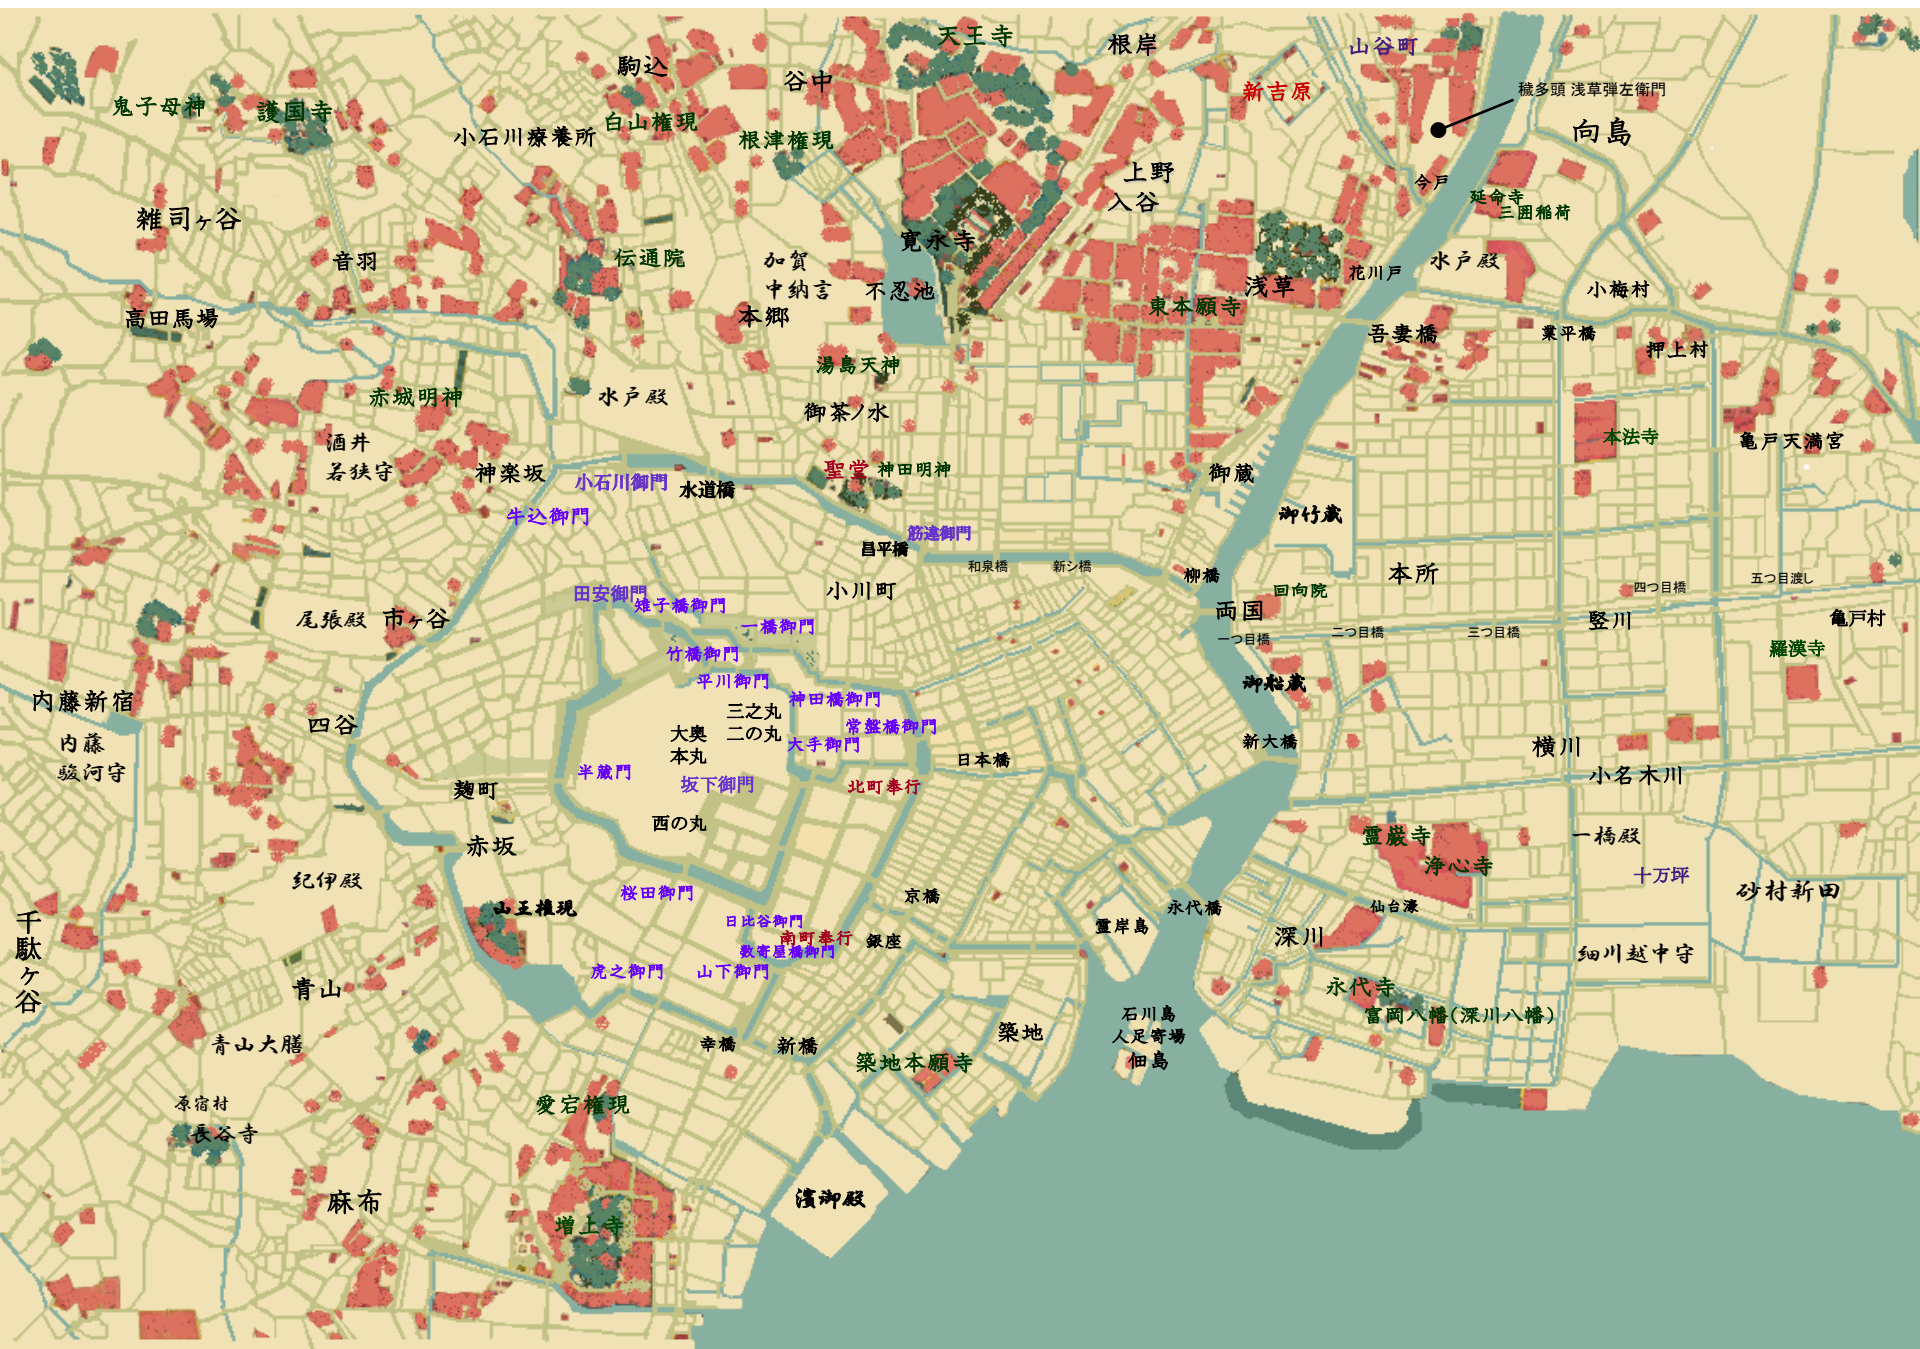 天王寺
根岸
山谷町
駒込
谷中
新吉原
穢多頭 浅草弾左衛門
鬼子母神
護国寺
白山権現
小石川療養所
根津権現
向島
上野
入谷
今戸
延命寺
三囲稲荷
雑司ヶ谷
音羽
伝通院
加賀
中納言
寛永寺
不忍池
浅草
花川戸
水戸殿
小梅村
高田馬場
本郷
東本願寺
吾妻橋
業平橋
押上村
湯島天神
赤城明神
水戸殿
御茶ノ水
酒井
若狭守
神楽坂
小石川御門
水道橋
聖堂
神田明神
御蔵
本法寺
亀戸天満宮
牛込御門
御竹蔵
筋違御門
昌平橋
和泉橋
新シ橋
柳橋
本所
田安御門
雉子橋御門
小川町
回向院
四つ目橋
五つ目渡し
尾張殿
市ヶ谷
一橋御門
両国
一つ目橋
二つ目橋
三つ目橋
竪川
亀戸村
竹橋御門
羅漢寺
平川御門
御船蔵
内藤新宿
神田橋御門
三之丸
二の丸
常盤橋御門
四谷
大奥
本丸
大手御門
内藤
駿河守
新大橋
横川
日本橋
半蔵門
坂下御門
北町奉行
小名木川
麹町
西の丸
霊巌寺
一橋殿
赤坂
浄心寺
紀伊殿
桜田御門
十万坪
砂村新田
京橋
山王権現
永代橋
仙台濠
千駄ヶ谷
日比谷御門
南町奉行
銀座
霊岸島
深川
数寄屋橋御門
細川越中守
虎之御門
山下御門
青山
永代寺
石川島
人足寄場
佃島
富岡八幡(深川八幡)
青山大膳
幸橋
新橋
築地
築地本願寺
原宿村
長谷寺
愛宕権現
麻布
濱御殿
増上寺